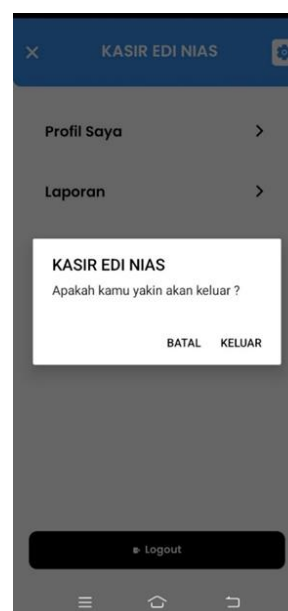 KASIR EDI NIAS
Profil Saya
Laporan
KASIR EDI NIAS
Apakah kamu yakin akan keluar ?
BATAL KELUAR
Logout